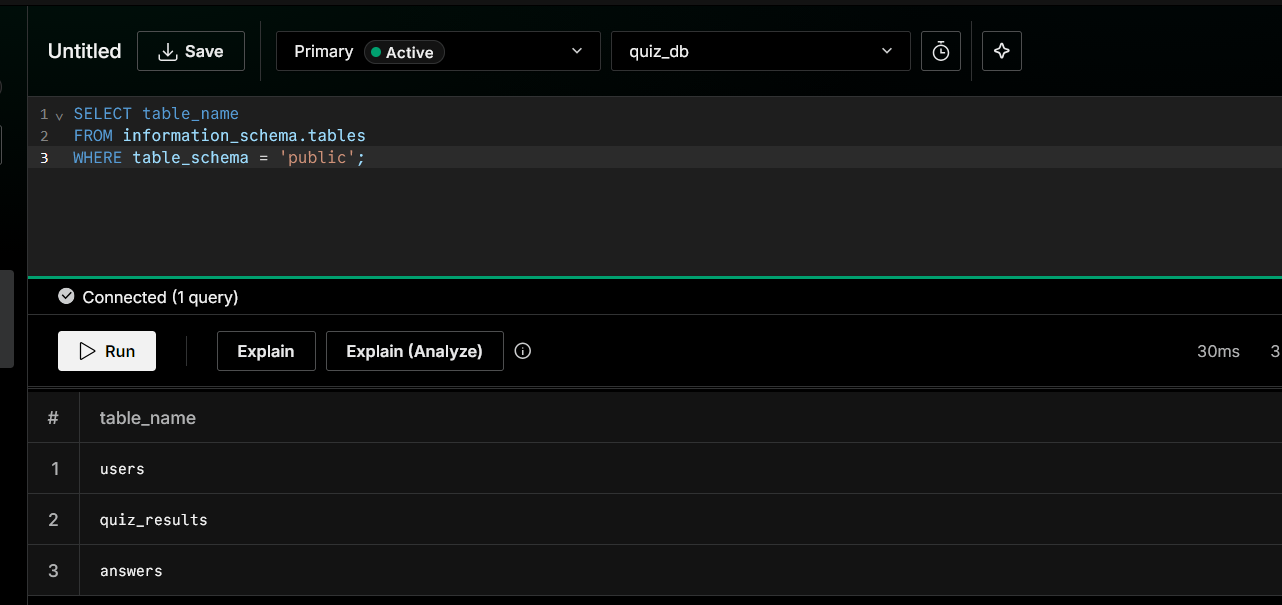 Untitled Save Primary Active quiz_db
1 SELECT table_name
2 FROM information_schema.tables
3 WHERE table_schema = 'public';
Connected (1 query)
Run Explain Explain (Analyze) 30ms 3
# table_name
1 users
2 quiz_results
3 answers